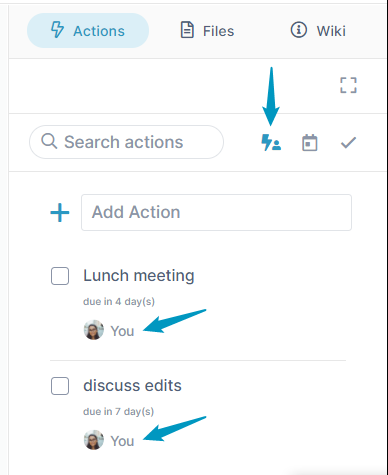 Actions Files Wiki
Search actions
Add Action
Lunch meeting
due in 4 day(s)
You
discuss edits
due in 7 day(s)
You